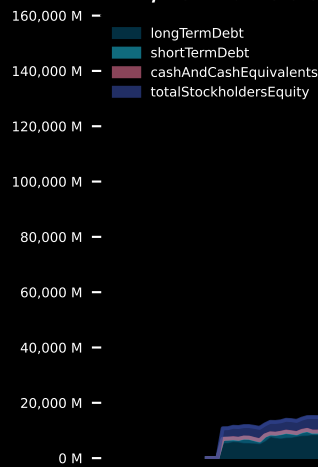 160,000 M
longTermDebt
shortTermDebt
140,000 M
cashAndCashEquivalents
totalStockholdersEquity
120,000 M
100,000 M
80,000 M
60,000 M
40,000 M
20,000 M
0 M